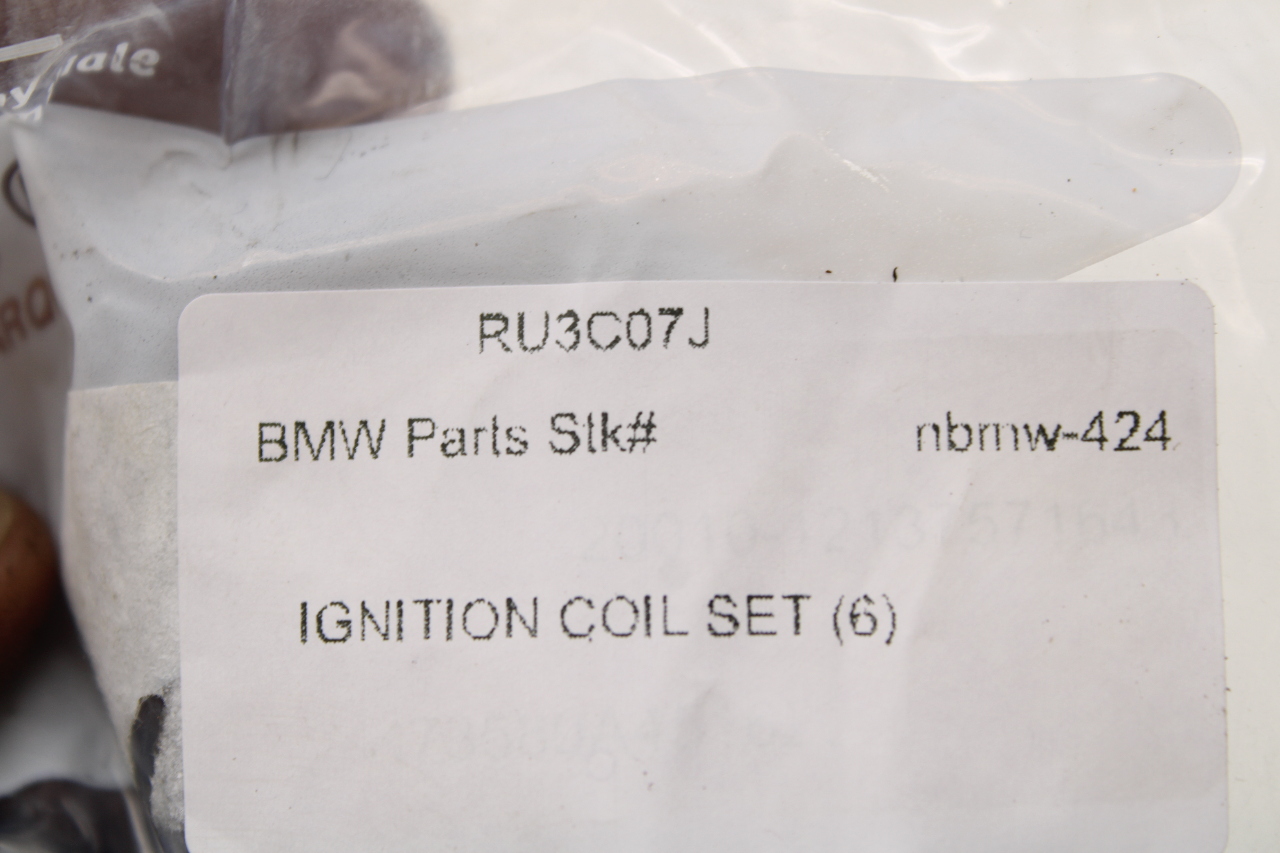 RU3C07J
BMW Parts Stk# nbmw-424
IGNITION COIL SET (6)